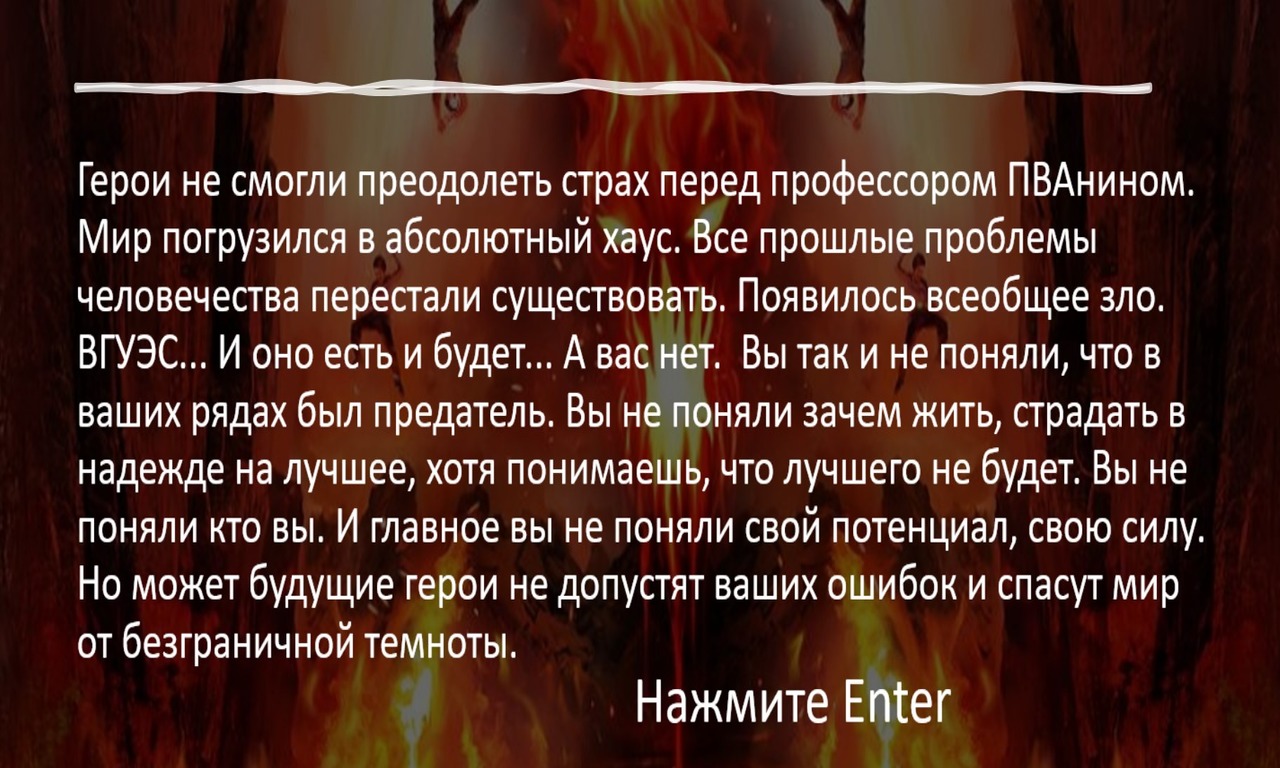 Герои не смогли преодолеть страх перед профессором ПВАнином.
Мир погрузился в абсолютный хаус. Все прошлые проблемы
человечества перестали существовать. Появилось всеобщее зло.
ВГУЭС... И оно есть и будет... А вас нет.  Вы так и не поняли, что в
ваших рядах был предатель. Вы не поняли зачем жить, страдать в
надежде на лучшее, хотя понимаешь, что лучшего не будет. Вы не
поняли кто вы. И главное вы не поняли свой потенциал, свою силу.
Но может будущие герои не допустят ваших ошибок и спасут мир
от безграничной темноты.
Нажмите Enter